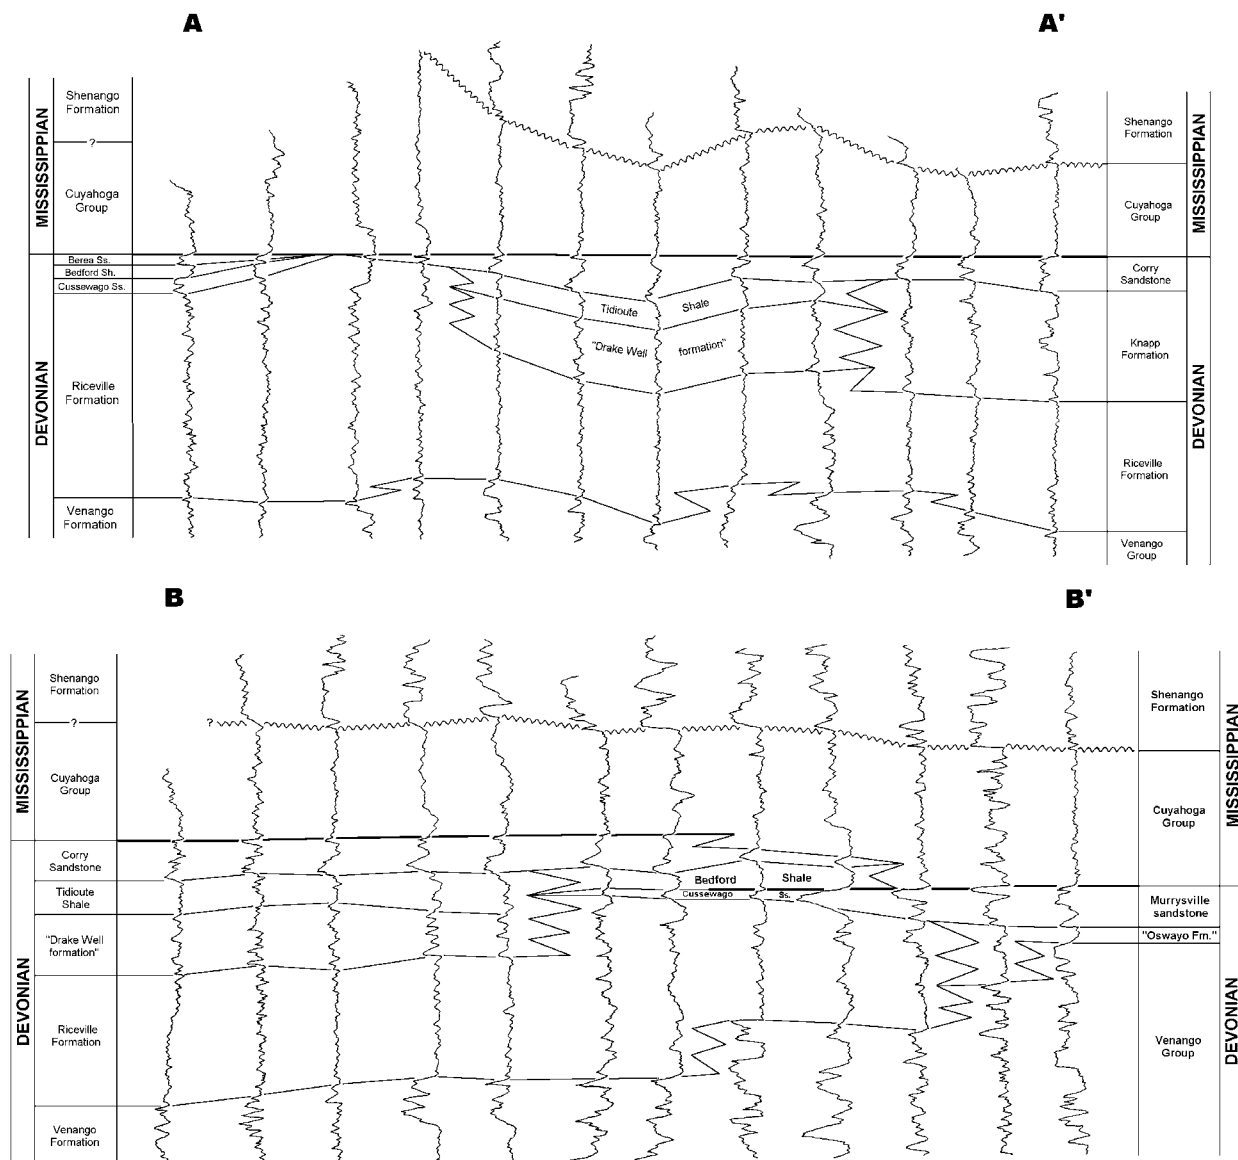 A
A'
MISSISSIPPIAN
Shenango
Formation
?
Cuyahoga
Group
DEVONIAN
Berea Ss.
Bedford Sh.
Cussewago Ss.
Riceville
Formation
Venango
Formation
Tidioute
Shale
"Drake Well
formation"
Shenango
Formation
Cuyahoga
Group
Corry
Sandstone
Knapp
Formation
Riceville
Formation
Venango
Group
MISSISSIPPIAN
DEVONIAN
B
B'
MISSISSIPPIAN
Shenango
Formation
?
?
Cuyahoga
Group
DEVONIAN
Corry
Sandstone
Tidioute
Shale
"Drake Well
formation"
Riceville
Formation
Venango
Formation
Bedford
Shale
Cussewago
Ss.
Shenango
Formation
Cuyahoga
Group
Murrysville
sandstone
"Oswayo Fm."
Venango
Group
MISSISSIPPIAN
DEVONIAN